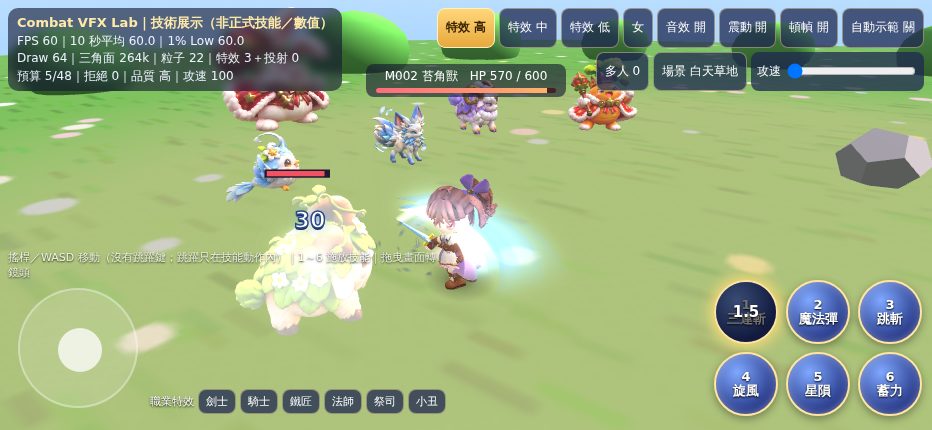 Combat VFX Lab｜技術展示（非正式技能／數值）
FPS 60｜10 秒平均 60.0｜1% Low 60.0
Draw 64｜三角面 264k｜粒子 22｜特效 3＋投射 0
預算 5/48｜拒絕 0｜品質 高｜攻速 100
特效 高
特效 中
特效 低
女
音效 開
震動 開
頓幀 開
自動示範 關
多人 0
場景 白天草地
攻速
M002 苔角獸 HP 570 / 600
30
搖桿／WASD 移動（沒有跳躍鍵；跳躍只在技能動作內）｜1～6 施放技能｜拖曳畫面轉
鏡頭
1.5
三連斬
2
魔法彈
3
跳斬
4
旋風
5
星隕
6
蓄力
職業特效
劍士
騎士
鐵匠
法師
祭司
小丑